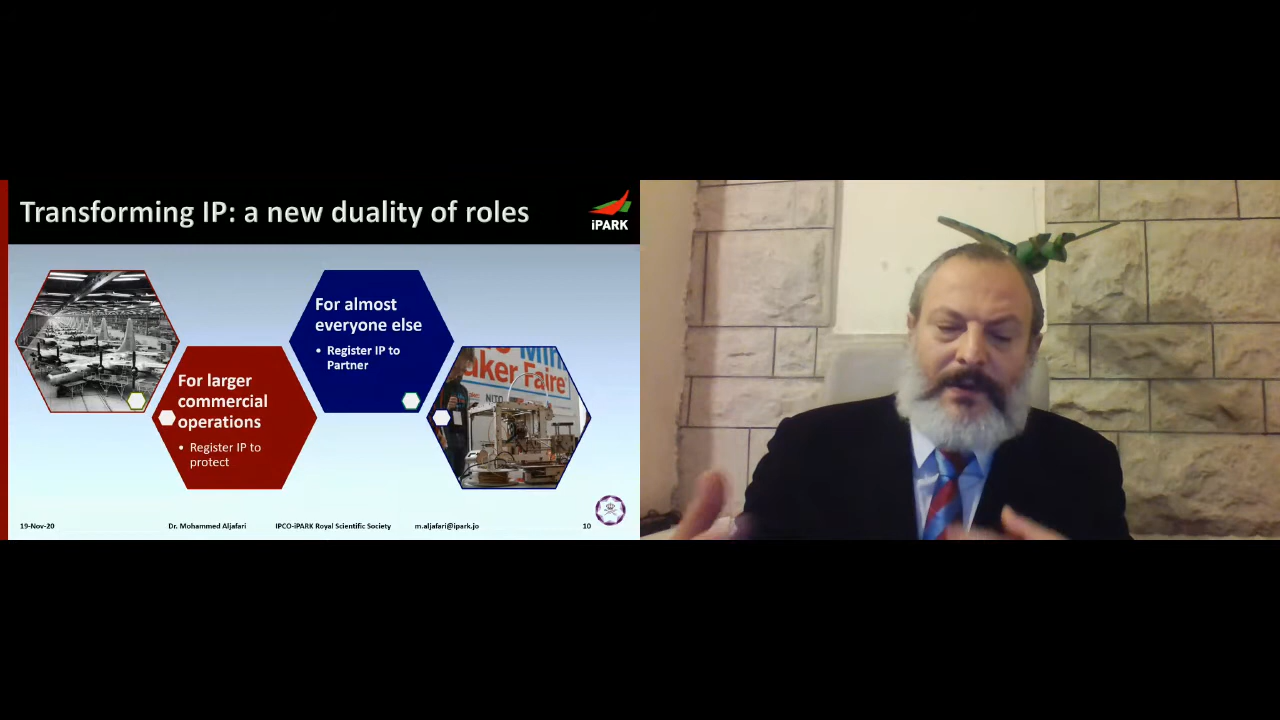 Transforming IP: a new duality of roles
iPARK
For larger
commercial
operations
• Register IP to
protect
For almost
everyone else
• Register IP to
Partner
aker Faire
NITO
19-Nov-20
Dr. Mohammed Aljafari
IPCO-iPARK Royal Scientific Society
m.aljafari@ipark.jo
10